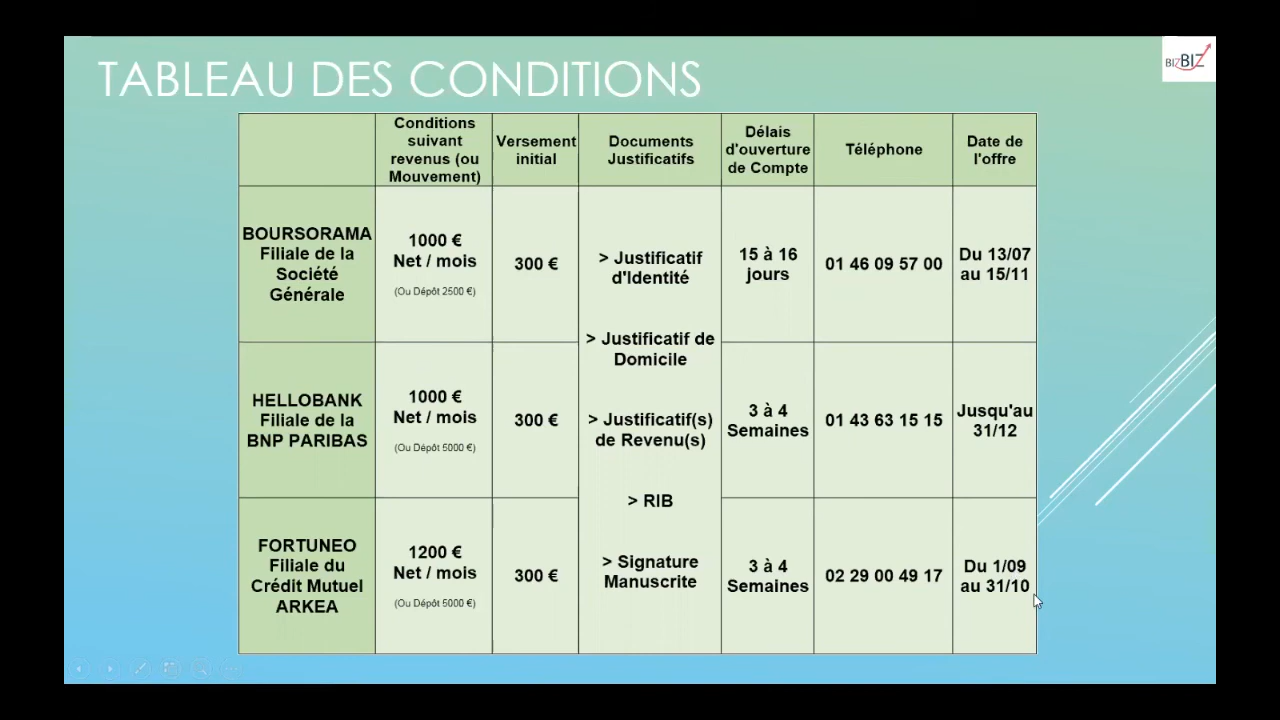 TABLEAU DES CONDITIONS
BIZBIZ
Conditions
suivant
revenus (ou
Mouvement)
Versement
initial
Documents
Justificatifs
Délais
d'ouverture
de Compte
Téléphone
Date de
l'offre
BOURSORAMA
Filiale de la
Société
Générale
1000 €
Net / mois
(Ou Dépôt 2500 €)
300 €
> Justificatif
d'Identité
> Justificatif de
Domicile
> Justificatif(s)
de Revenu(s)
> RIB
> Signature
Manuscrite
15 à 16
jours
01 46 09 57 00
Du 13/07
au 15/11
HELLOBANK
Filiale de la
BNP PARIBAS
1000 €
Net / mois
(Ou Dépôt 5000 €)
300 €
3 à 4
Semaines
01 43 63 15 15
Jusqu'au
31/12
FORTUNEO
Filiale du
Crédit Mutuel
ARKEA
1200 €
Net / mois
(Ou Dépôt 5000 €)
300 €
3 à 4
Semaines
02 29 00 49 17
Du 1/09
au 31/10